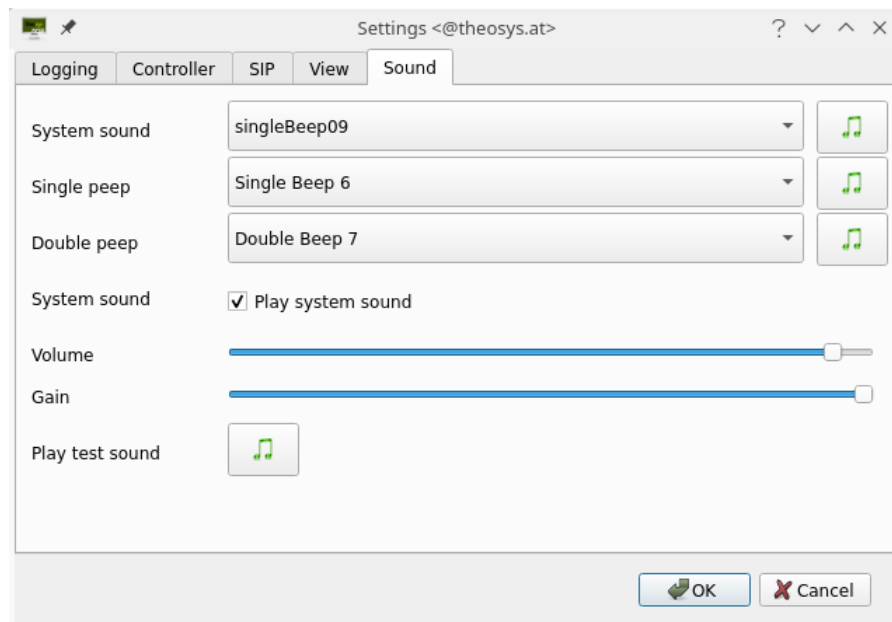 Settings <@theosys.at>
Logging Controller SIP View Sound
System sound singleBeep09
Single peep Single Beep 6
Double peep Double Beep 7
System sound Play system sound
Volume
Gain
Play test sound
OK Cancel